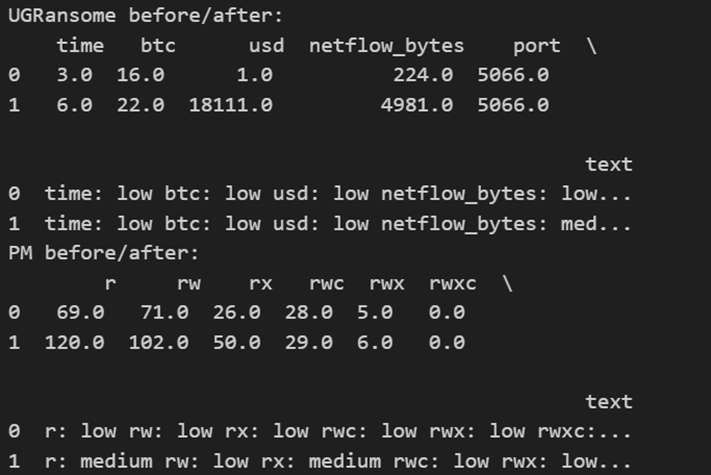 UGRansome before/after:
time btc usd netflow_bytes port \
0 3.0 16.0 1.0 224.0 5066.0
1 6.0 22.0 18111.0 4981.0 5066.0
text
0 time: low btc: low usd: low netflow_bytes: low...
1 time: low btc: low usd: low netflow_bytes: med...
PM before/after:
r rw rx rwc rwx rwxc \
0 69.0 71.0 26.0 28.0 5.0 0.0
1 120.0 102.0 50.0 29.0 6.0 0.0
text
0 r: low rw: low rx: low rwc: low rwx: low rwxc:...
1 r: medium rw: low rx: medium rwc: low rwx: low...